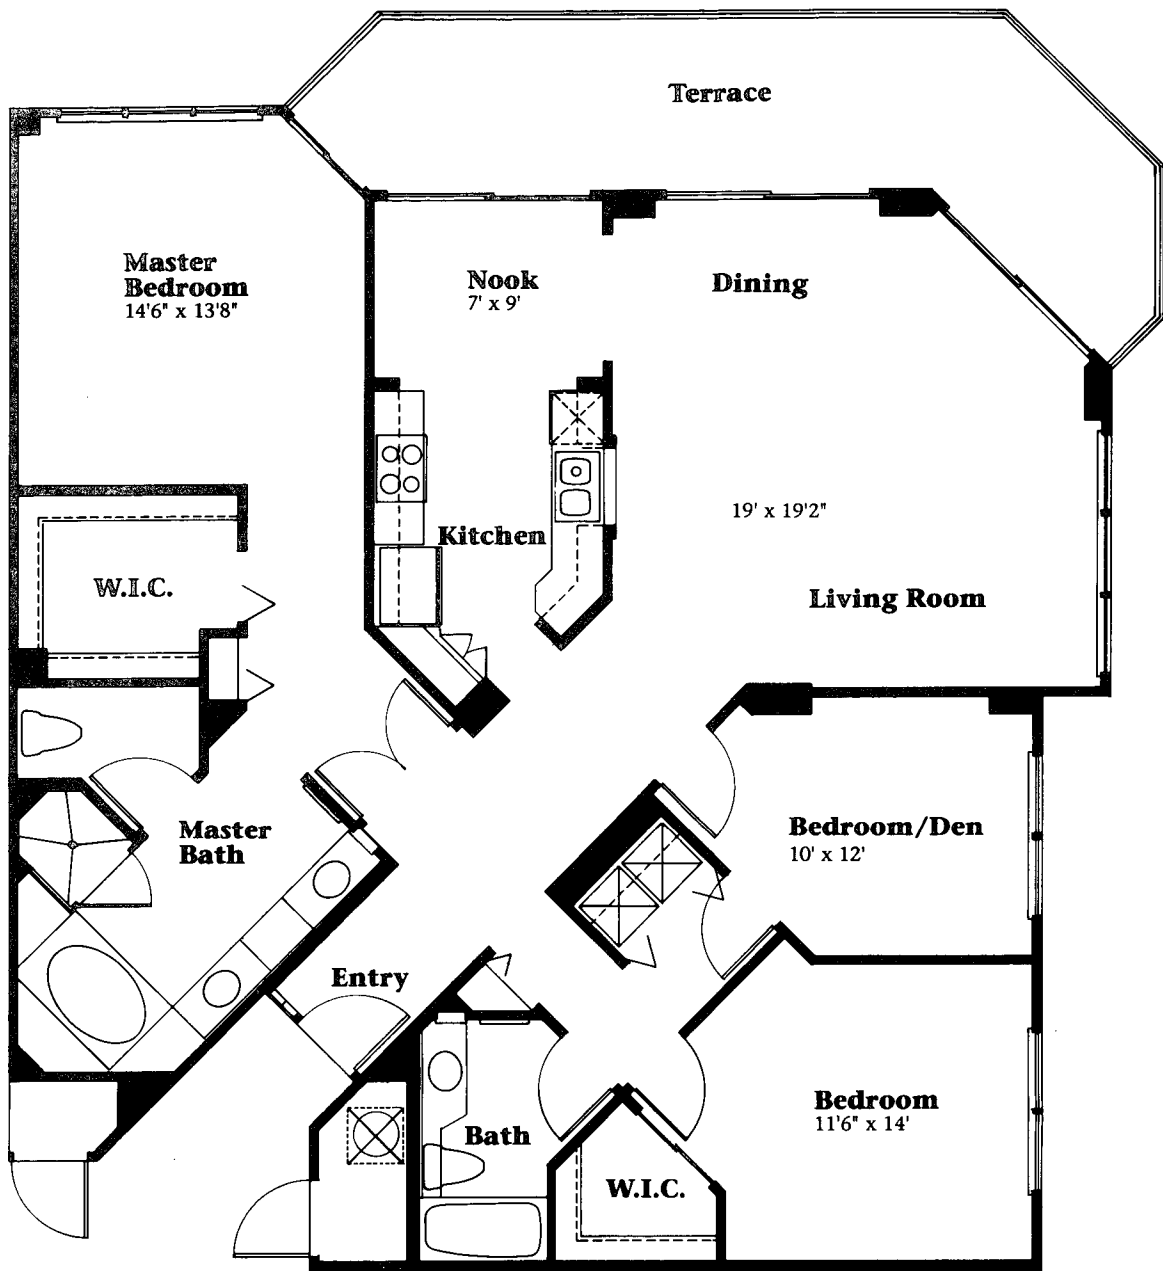 Terrace
Master
Bedroom
14'6" x 13'8"
Nook
7' x 9'
Dining
Kitchen
19' x 19'2"
W.I.C.
Living Room
Master
Bath
Bedroom/Den
10' x 12'
Entry
Bedroom
11'6" x 14'
Bath
W.I.C.